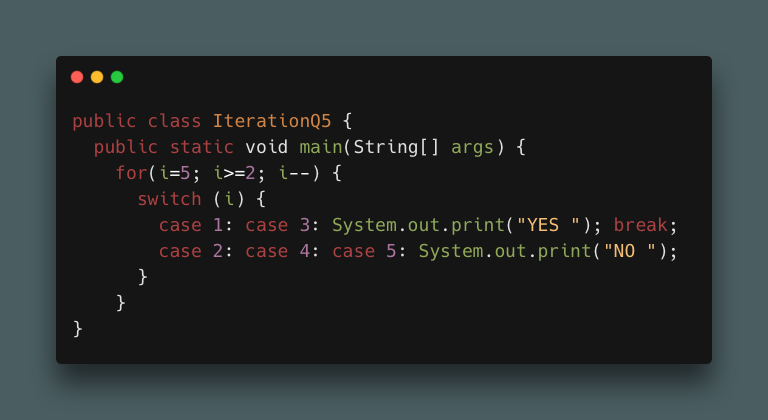 public class IterationQ5 {
  public static void main(String[] args) {
    for(i=5; i>=2; i--) {
      switch (i) {
        case 1: case 3: System.out.print("YES "); break;
        case 2: case 4: case 5: System.out.print("NO ");
      }
    }
}